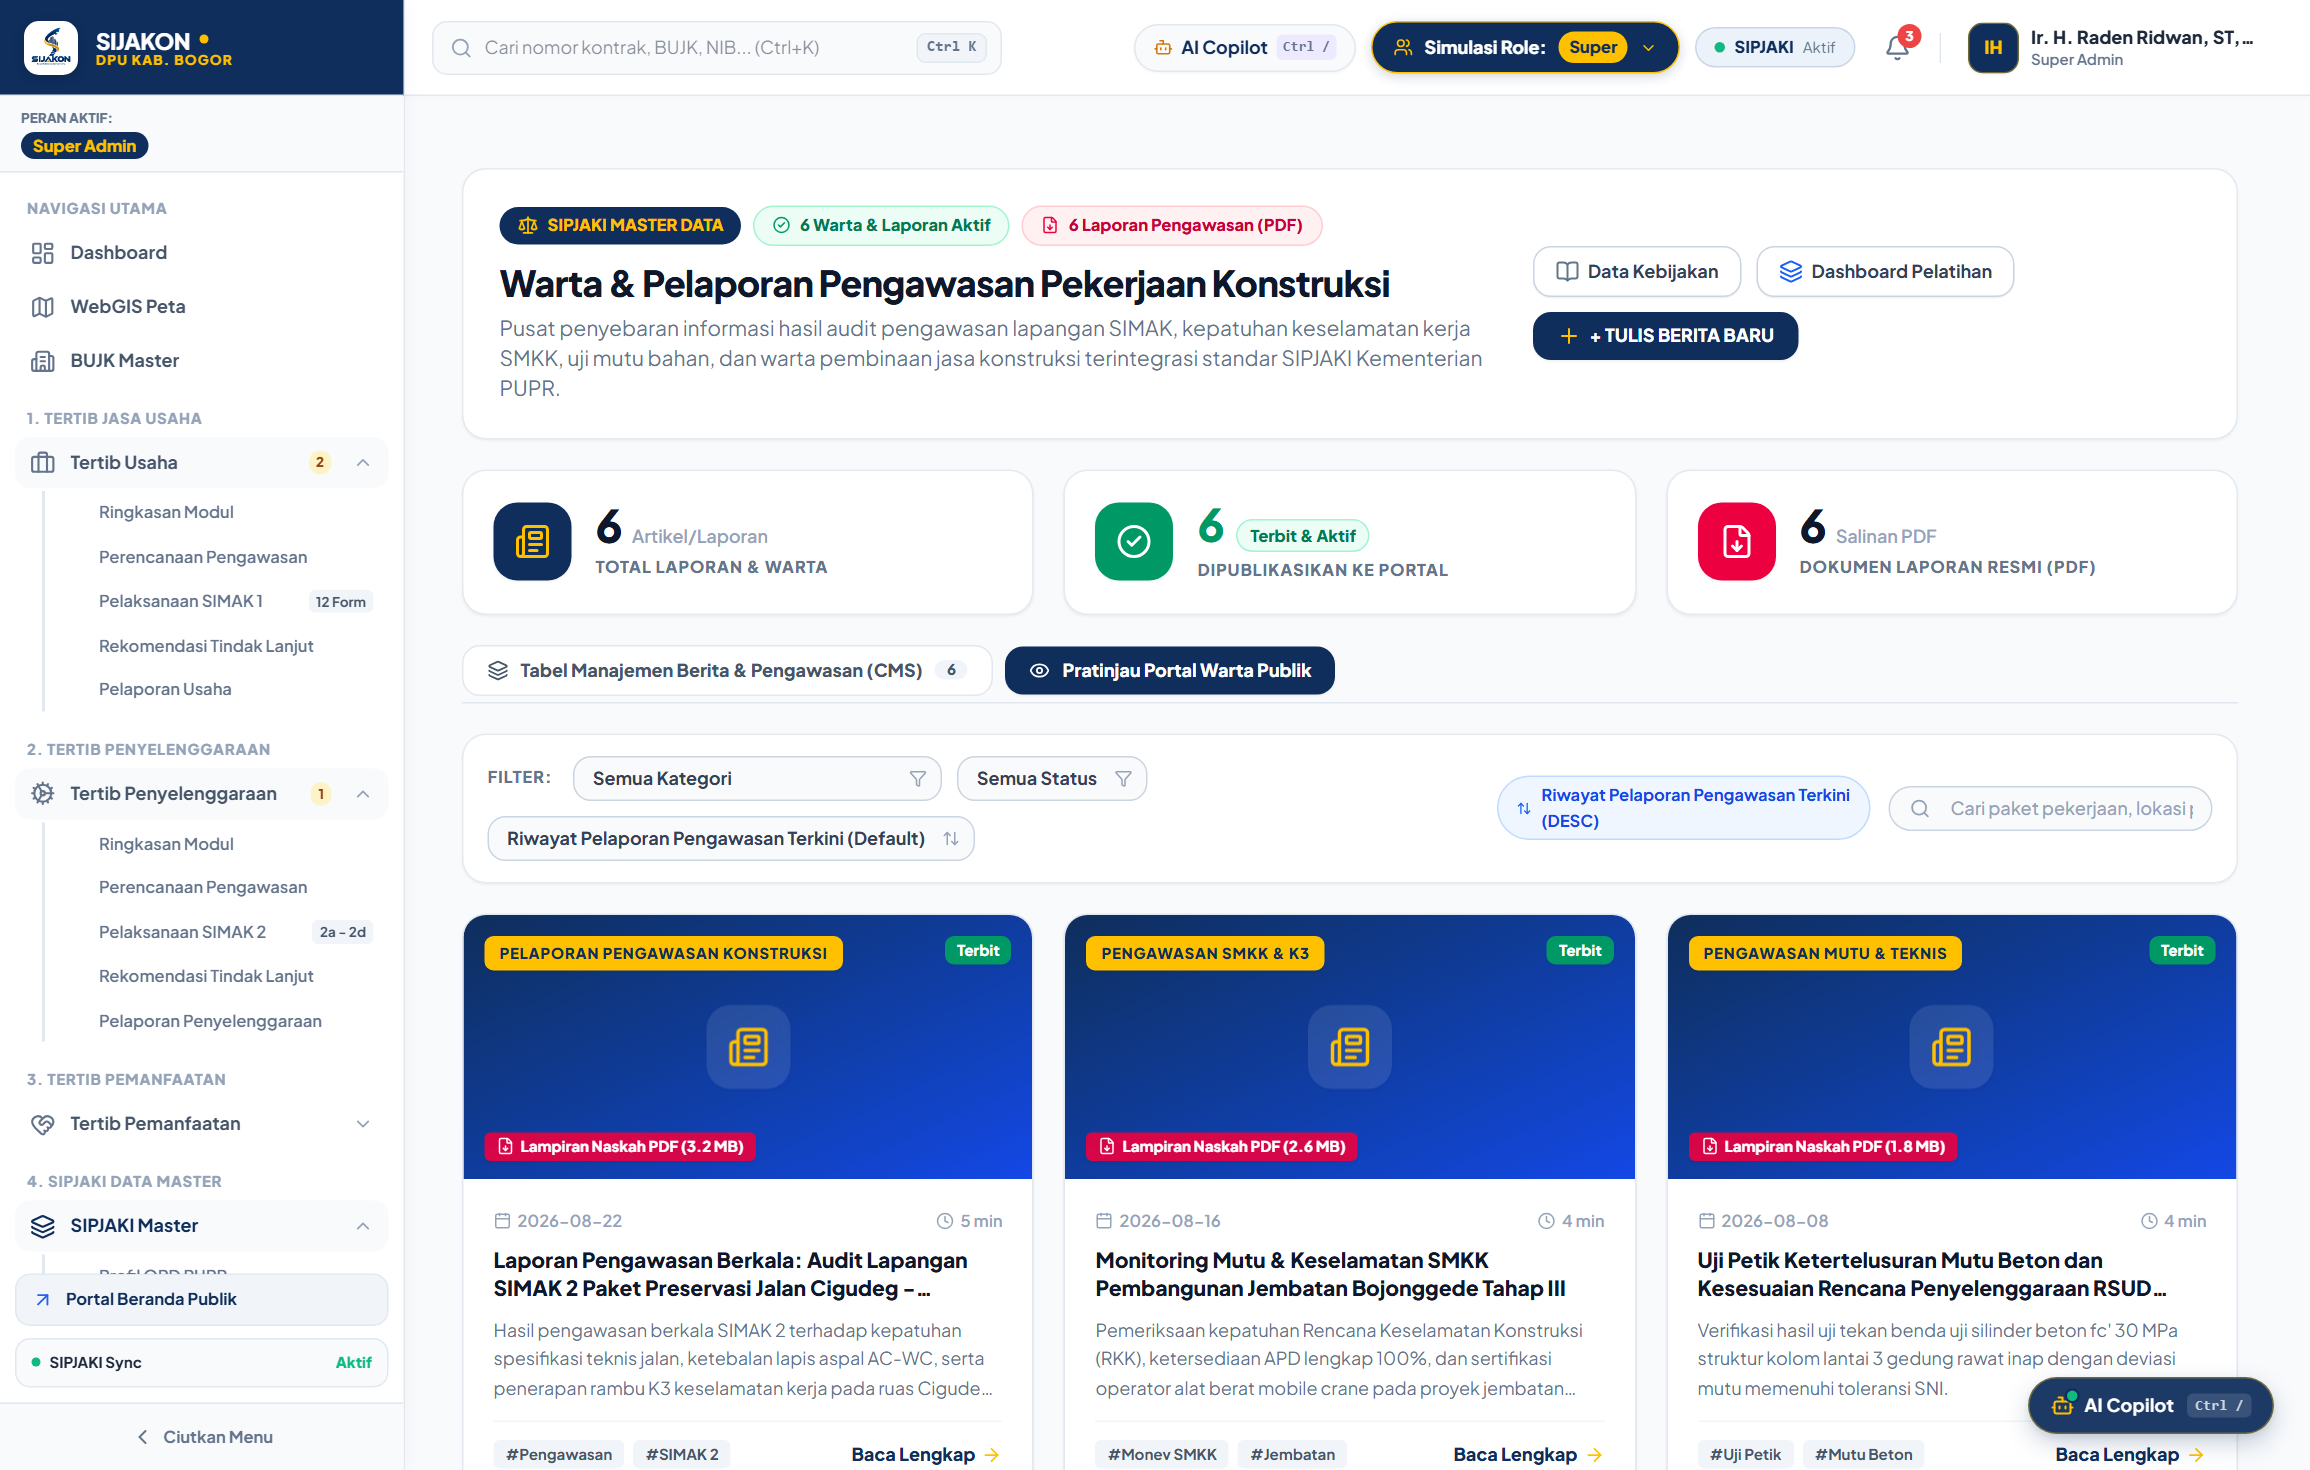 SIJAKON
DPU KAB. BOGOR
SIJAKON
Cari nomor kontrak, BUJK, NIB... (Ctrl+K)
Ctrl K
AI Copilot
Ctrl /
Simulasi Role:
Super
SIPJAKI Aktif
3
IH
Ir. H. Raden Ridwan, ST,...
Super Admin
PERAN AKTIF:
Super Admin
NAVIGASI UTAMA
Dashboard
WebGIS Peta
BUJK Master
1. TERTIB JASA USAHA
Tertib Usaha
2
Ringkasan Modul
Perencanaan Pengawasan
Pelaksanaan SIMAK 1
12 Form
Rekomendasi Tindak Lanjut
Pelaporan Usaha
2. TERTIB PENYELENGGARAAN
Tertib Penyelenggaraan
1
Ringkasan Modul
Perencanaan Pengawasan
Pelaksanaan SIMAK 2
2a - 2d
Rekomendasi Tindak Lanjut
Pelaporan Penyelenggaraan
3. TERTIB PEMANFAATAN
Tertib Pemanfaatan
4. SIPJAKI DATA MASTER
SIPJAKI Master
Portal Beranda Publik
SIPJAKI Sync
Aktif
Ciutkan Menu
SIPJAKI MASTER DATA
6 Warta & Laporan Aktif
6 Laporan Pengawasan (PDF)
Warta & Pelaporan Pengawasan Pekerjaan Konstruksi
Pusat penyebaran informasi hasil audit pengawasan lapangan SIMAK, kepatuhan keselamatan kerja
SMKK, uji mutu bahan, dan warta pembinaan jasa konstruksi terintegrasi standar SIPJAKI Kementerian
PUPR.
Data Kebijakan
Dashboard Pelatihan
+ TULIS BERITA BARU
6 Artikel/Laporan
TOTAL LAPORAN & WARTA
6 Terbit & Aktif
DIPUBLIKASIKAN KE PORTAL
6 Salinan PDF
DOKUMEN LAPORAN RESMI (PDF)
Tabel Manajemen Berita & Pengawasan (CMS)
6
Pratinjau Portal Warta Publik
FILTER:
Semua Kategori
Semua Status
Riwayat Pelaporan Pengawasan Terkini (Default)
Riwayat Pelaporan Pengawasan Terkini
(DESC)
Cari paket pekerjaan, lokasi
PELAPORAN PENGAWASAN KONSTRUKSI
Terbit
Lampiran Naskah PDF (3.2 MB)
2026-08-22
5 min
Laporan Pengawasan Berkala: Audit Lapangan
SIMAK 2 Paket Preservasi Jalan Cigudeg - ...
Hasil pengawasan berkala SIMAK 2 terhadap kepatuhan
spesifikasi teknis jalan, ketebalan lapis aspal AC-WC, serta
penerapan rambu K3 keselamatan kerja pada ruas Cigude...
#Pengawasan
#SIMAK 2
Baca Lengkap
PENGAWASAN SMKK & K3
Terbit
Lampiran Naskah PDF (2.6 MB)
2026-08-16
4 min
Monitoring Mutu & Keselamatan SMKK
Pembangunan Jembatan Bojonggede Tahap III
Pemeriksaan kepatuhan Rencana Keselamatan Konstruksi
(RKK), ketersediaan APD lengkap 100%, dan sertifikasi
operator alat berat mobile crane pada proyek jembatan...
#Monev SMKK
#Jembatan
Baca Lengkap
PENGAWASAN MUTU & TEKNIS
Terbit
Lampiran Naskah PDF (1.8 MB)
2026-08-08
4 min
Uji Petik Ketertelusuran Mutu Beton dan
Kesesuaian Rencana Penyelenggaraan RSUD...
Verifikasi hasil uji tekan benda uji silinder beton fc' 30 MPa
struktur kolom lantai 3 gedung rawat inap dengan deviasi
mutu memenuhi toleransi SNI.
#Uji Petik
#Mutu Beton
Baca Lengkap
AI Copilot
Ctrl /